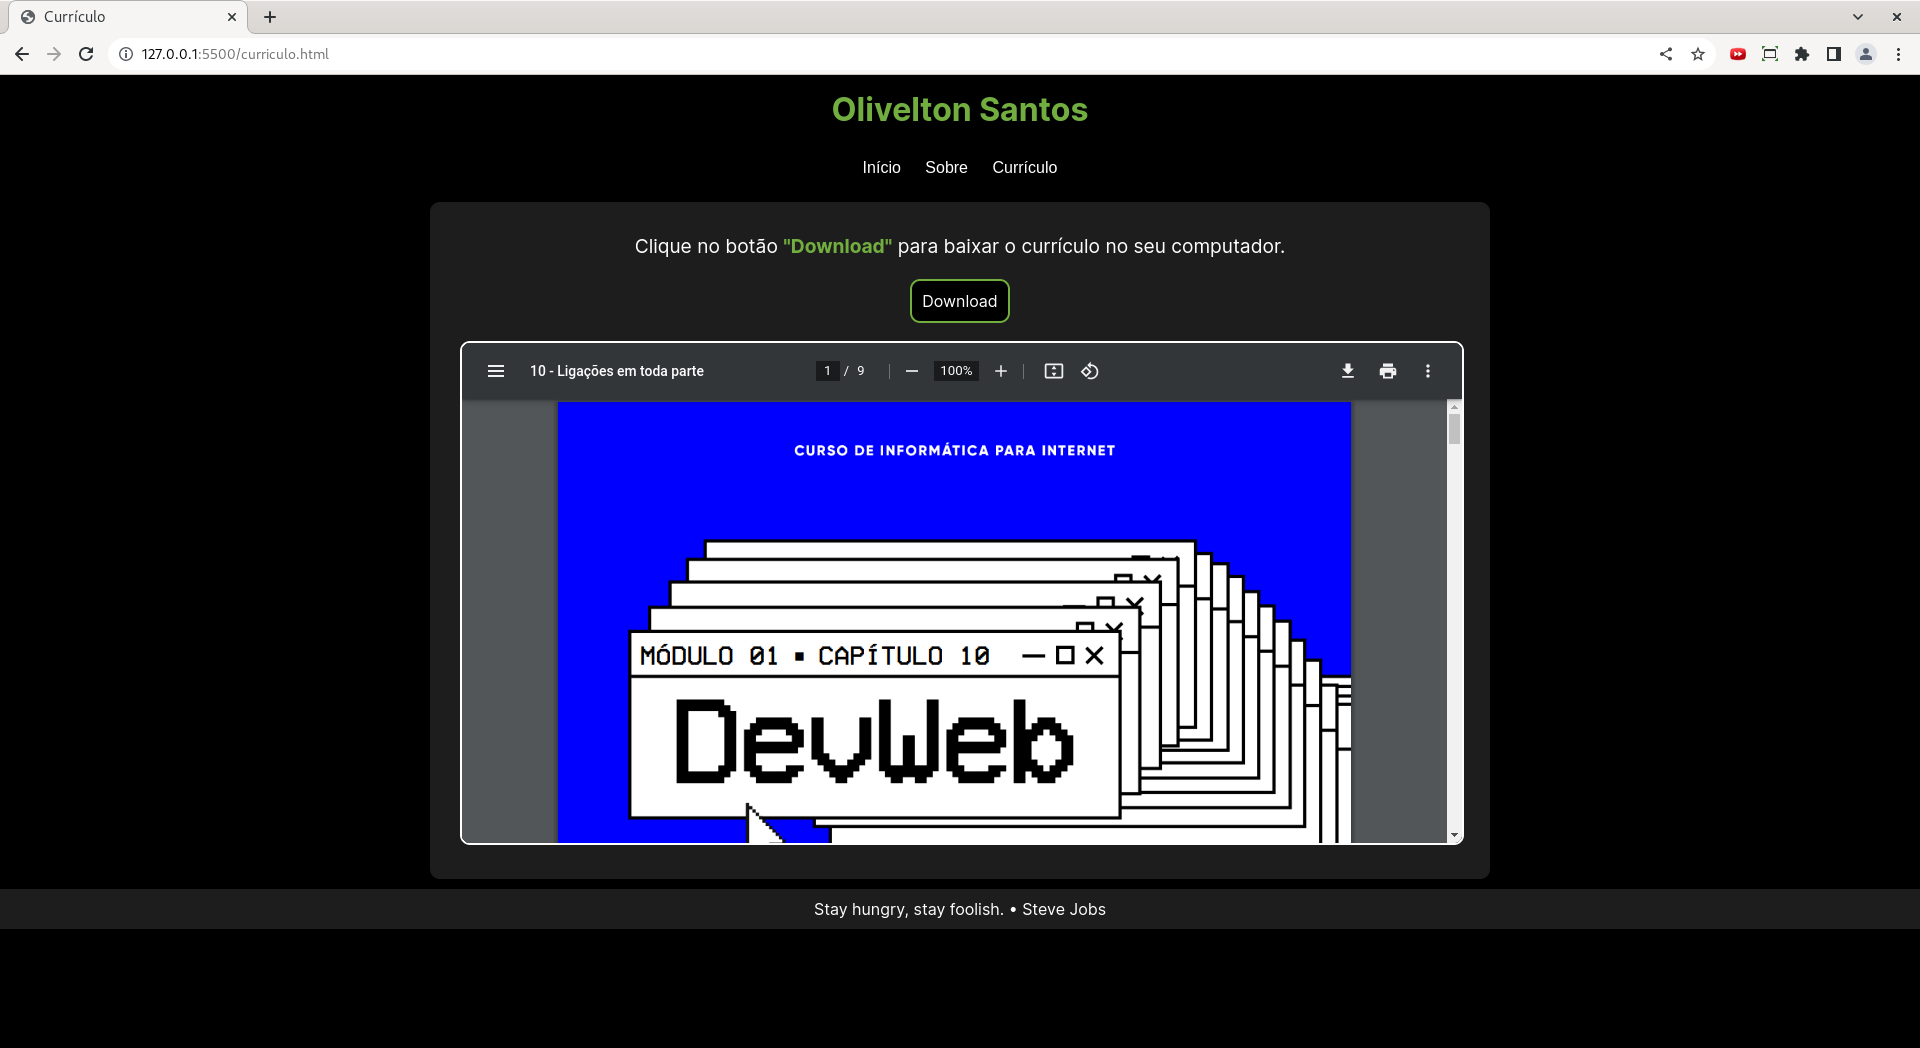 Currículo
127.0.0.1:5500/curriculo.html
Olivelton Santos
Início Sobre Currículo
Clique no botão "Download" para baixar o currículo no seu computador.
Download
10 - Ligações em toda parte 1 / 9 100%
CURSO DE INFORMÁTICA PARA INTERNET
MÓDULO 01 ▪ CAPÍTULO 10
DevWeb
Stay hungry, stay foolish. • Steve Jobs